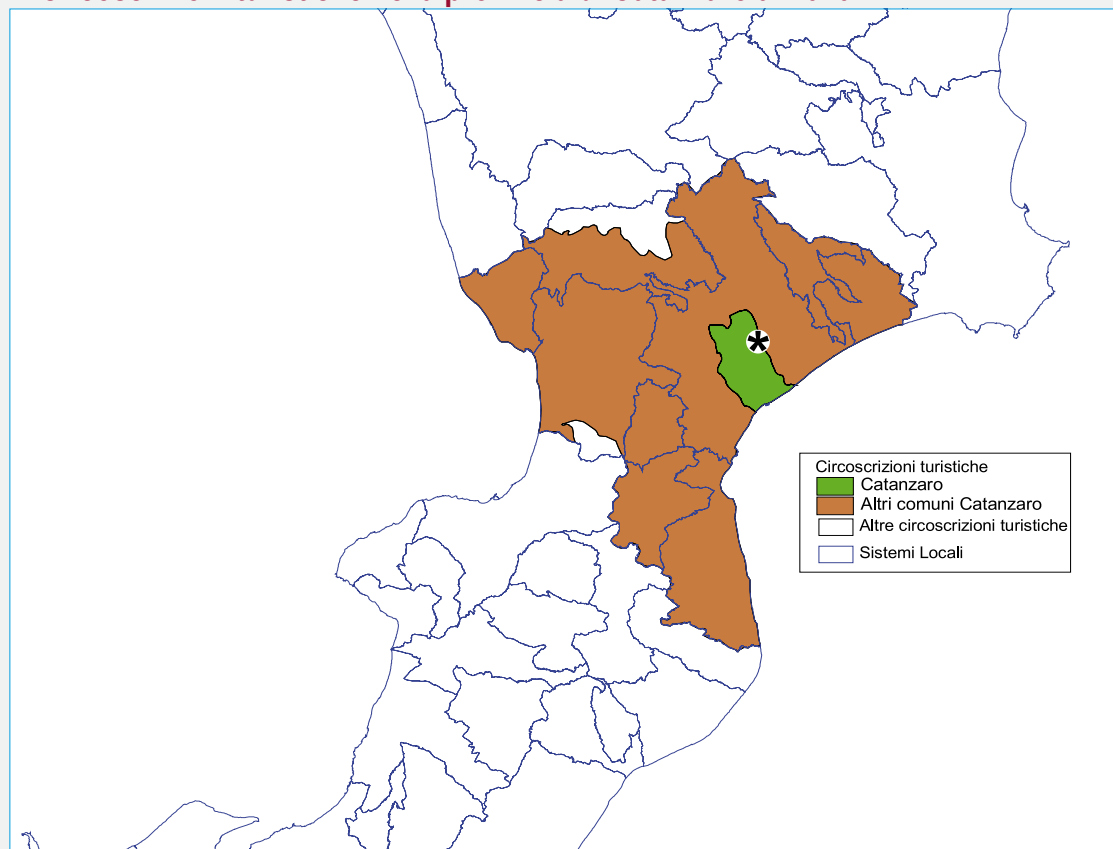 Circoscrizioni turistiche
Catanzaro
Altri comuni Catanzaro
Altre circoscrizioni turistiche
Sistemi Locali